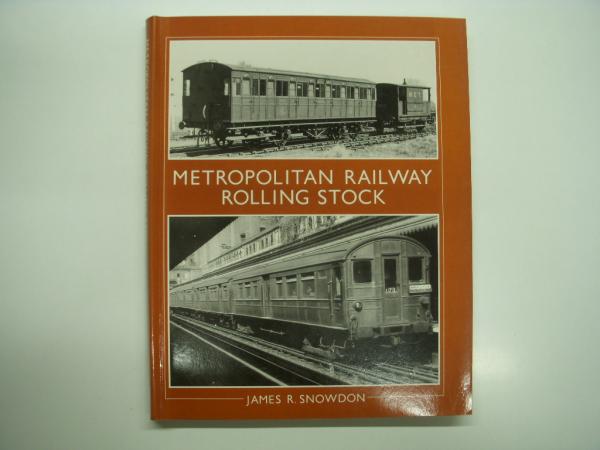 METROPOLITAN RAILWAY
ROLLING STOCK
JAMES R. SNOWDON